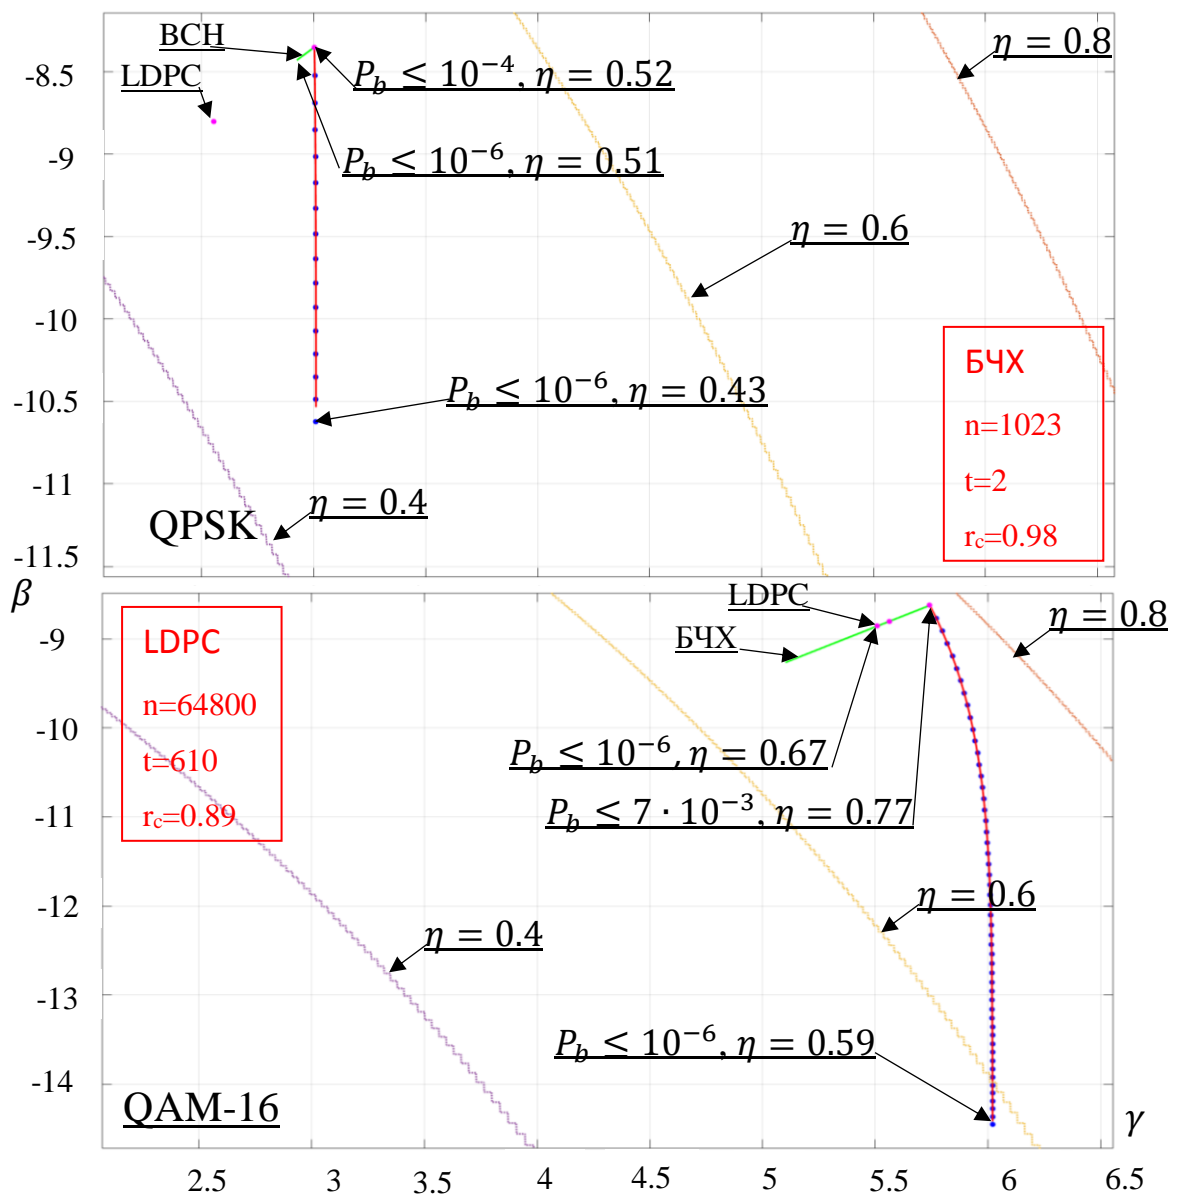 BCH
LDPC
-8.5
-9
-9.5
-10
-10.5
-11
-11.5
η = 0.8
P_b ≤ 10^−4, η = 0.52
P_b ≤ 10^−6, η = 0.51
η = 0.6
P_b ≤ 10^−6, η = 0.43
η = 0.4
QPSK
БЧХ
n=1023
t=2
r_c=0.98
β
LDPC
n=64800
t=610
r_c=0.89
LDPC
БЧХ
η = 0.8
P_b ≤ 10^−6, η = 0.67
P_b ≤ 7 · 10^−3, η = 0.77
η = 0.6
η = 0.4
P_b ≤ 10^−6, η = 0.59
QAM-16
-9
-10
-11
-12
-13
-14
γ
2.5 3 3.5 4 4.5 5 5.5 6 6.5